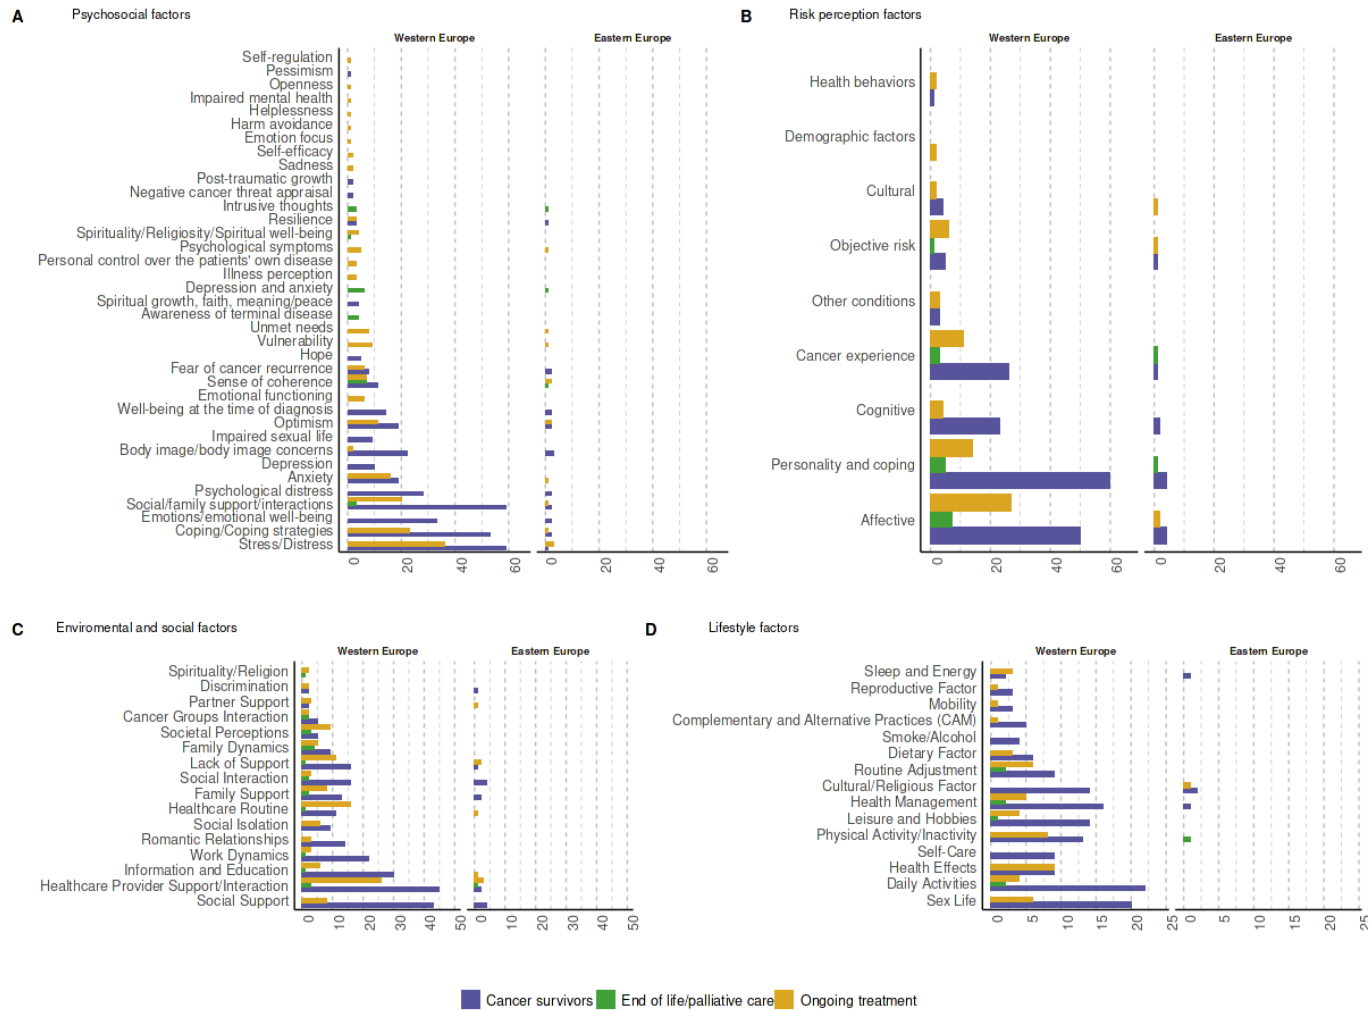 A Psychosocial factors
Western Europe Eastern Europe
Self-regulation
Pessimism
Openness
Impaired mental health
Helplessness
Harm avoidance
Emotion focus
Self-efficacy
Sadness
Post-traumatic growth
Negative cancer threat appraisal
Intrusive thoughts
Resilience
Spirituality/Religiosity/Spiritual well-being
Psychological symptoms
Personal control over the patients' own disease
Illness perception
Depression and anxiety
Spiritual growth, faith, meaning/peace
Awareness of terminal disease
Unmet needs
Vulnerability
Hope
Fear of cancer recurrence
Sense of coherence
Emotional functioning
Well-being at the time of diagnosis
Optimism
Impaired sexual life
Body image/body image concerns
Depression
Anxiety
Psychological distress
Social/family support/interactions
Emotions/emotional well-being
Coping/Coping strategies
Stress/Distress
0 20 40 60 0 20 40 60
B Risk perception factors
Western Europe Eastern Europe
Health behaviors
Demographic factors
Cultural
Objective risk
Other conditions
Cancer experience
Cognitive
Personality and coping
Affective
0 20 40 60 0 20 40 60
C Enviromental and social factors
Western Europe Eastern Europe
Spirituality/Religion
Discrimination
Partner Support
Cancer Groups Interaction
Societal Perceptions
Family Dynamics
Lack of Support
Social Interaction
Family Support
Healthcare Routine
Social Isolation
Romantic Relationships
Work Dynamics
Information and Education
Healthcare Provider Support/Interaction
Social Support
0 10 20 30 40 50 0 10 20 30 40 50
D Lifestyle factors
Western Europe Eastern Europe
Sleep and Energy
Reproductive Factor
Mobility
Complementary and Alternative Practices (CAM)
Smoke/Alcohol
Dietary Factor
Routine Adjustment
Cultural/Religious Factor
Health Management
Leisure and Hobbies
Physical Activity/Inactivity
Self-Care
Health Effects
Daily Activities
Sex Life
0 5 10 15 20 25 0 5 10 15 20 25
Cancer survivors End of life/palliative care Ongoing treatment